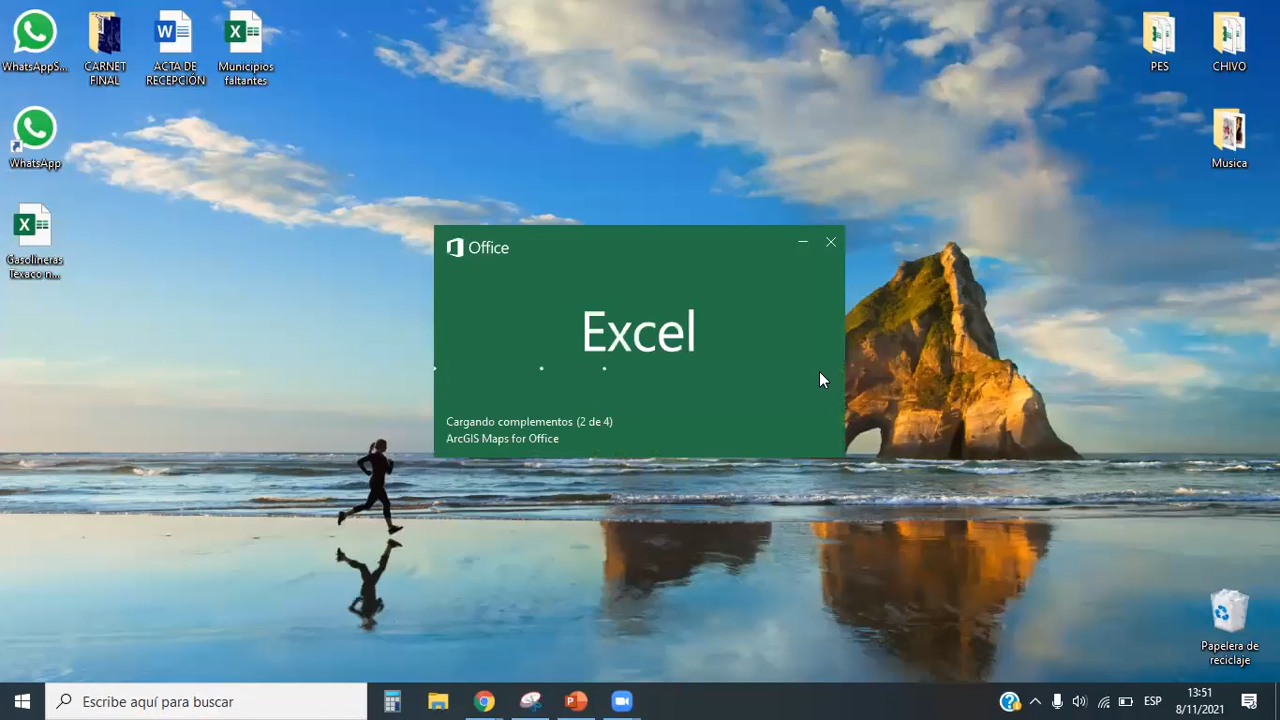 WhatsAppS...
CARNET
FINAL
ACTA DE
RECEPCIÓN
Municipios
faltantes
PES
CHIVO
WhatsApp
Musica
Gasolineras
Texaco n...
Office
Excel
Cargando complementos (2 de 4)
ArcGIS Maps for Office
Papelera de
reciclaje
Escribe aquí para buscar
ESP
13:51
8/11/2021